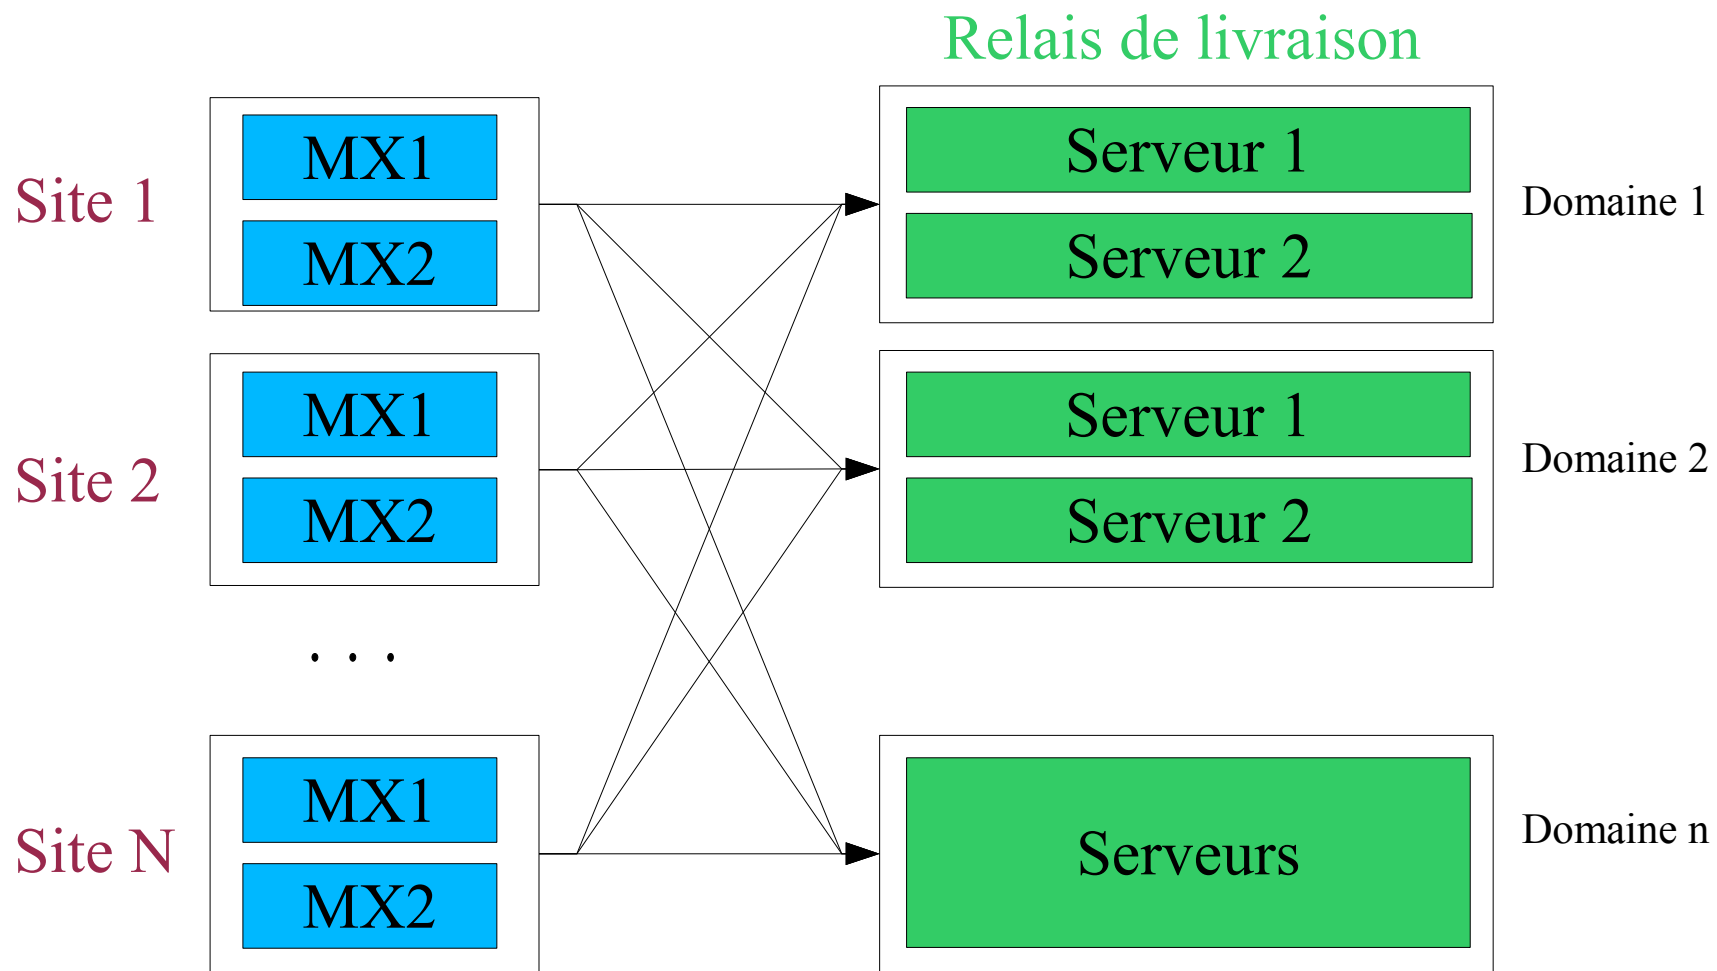 Relais de livraison
Site 1
MX1
MX2
Serveur 1
Serveur 2
Domaine 1
Site 2
MX1
MX2
Serveur 1
Serveur 2
Domaine 2
. . .
Site N
MX1
MX2
Serveurs
Domaine n